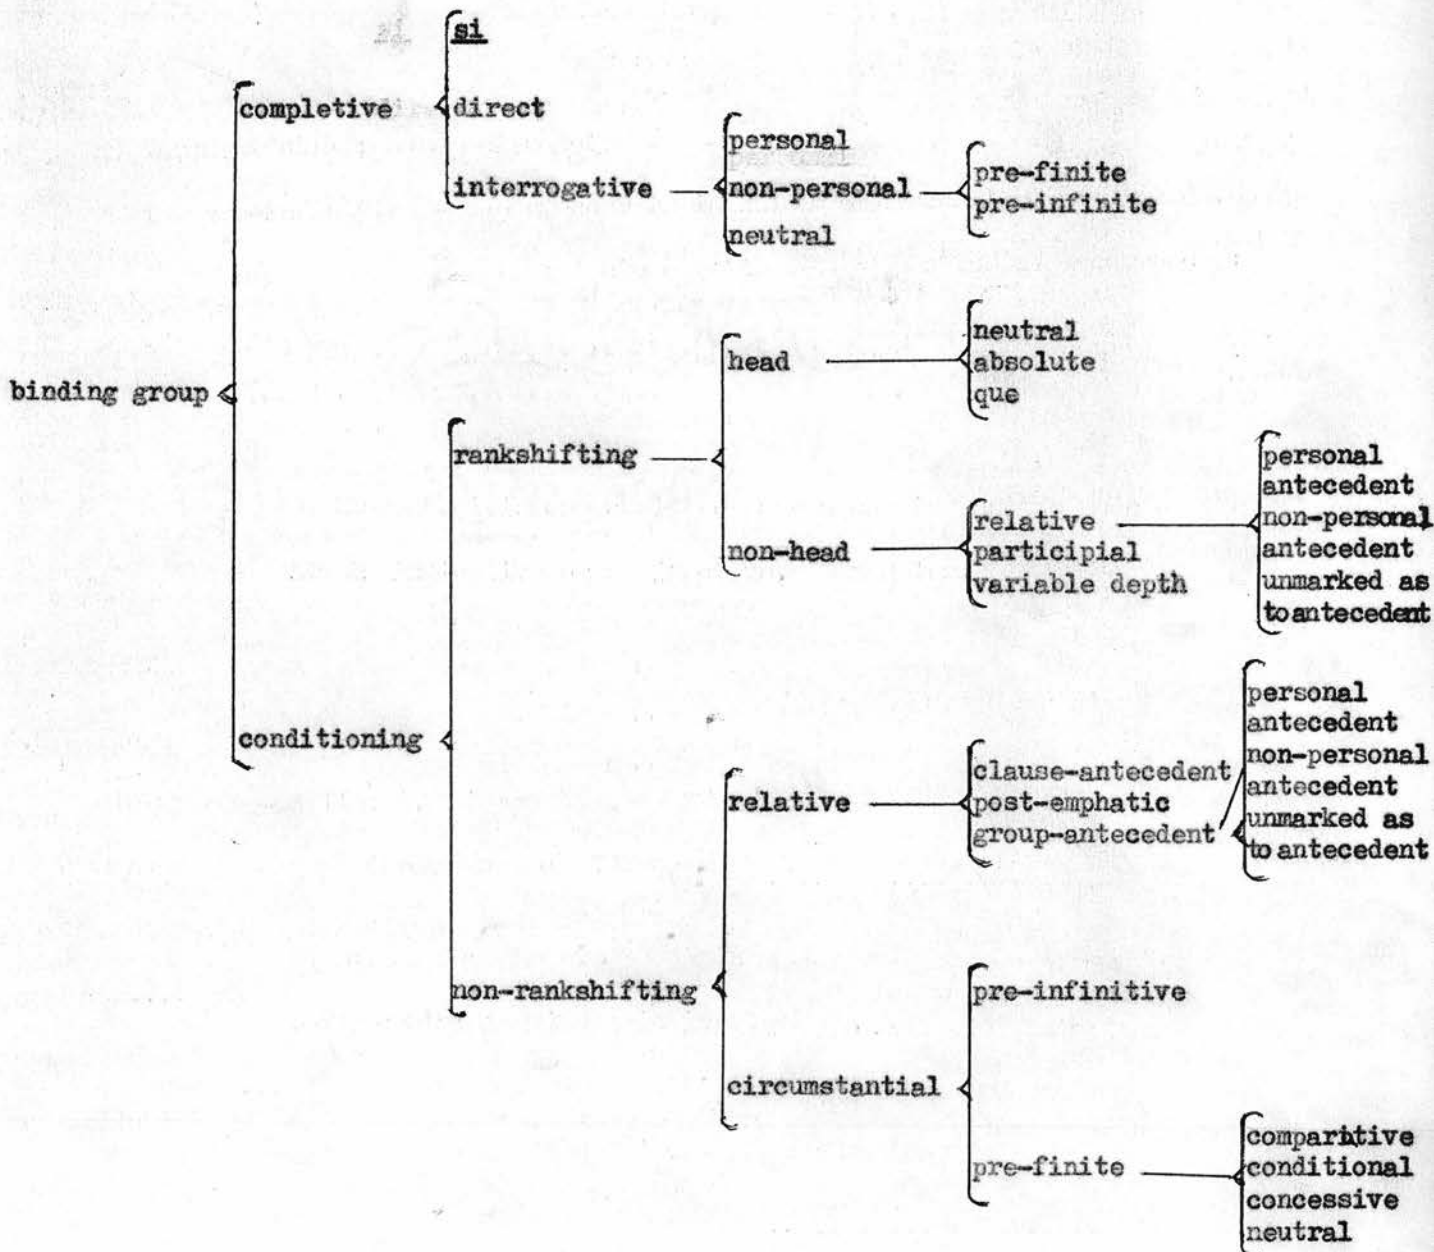 si
completive
direct
interrogative
personal
non-personal
neutral
pre-finite
pre-infinite
binding group
rankshifting
head
neutral
absolute
que
non-head
relative
participial
variable depth
personal
antecedent
non-personal
antecedent
unmarked as
to antecedent
conditioning
non-rankshifting
relative
clause-antecedent
post-emphatic
group-antecedent
personal
antecedent
non-personal
antecedent
unmarked as
to antecedent
circumstantial
pre-infinitive
pre-finite
comparitive
conditional
concessive
neutral